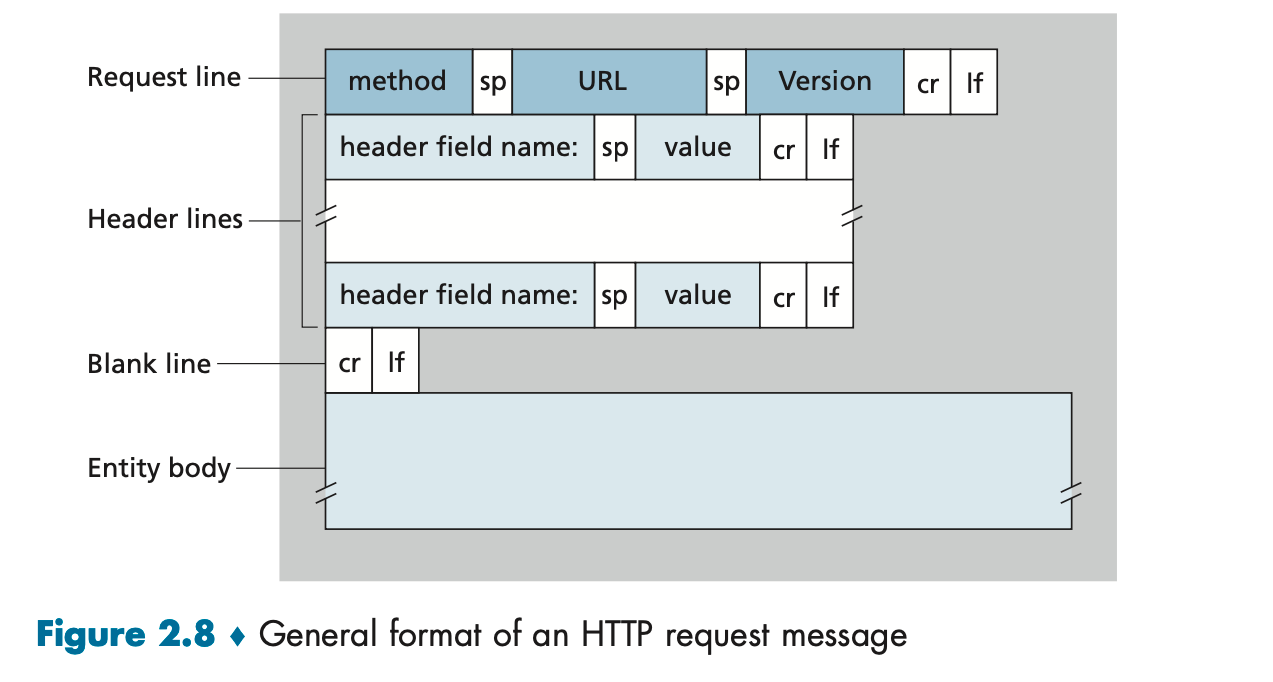 Request line method sp URL sp Version cr lf
header field name: sp value cr lf
Header lines
header field name: sp value cr lf
Blank line cr lf
Entity body
Figure 2.8 ♦ General format of an HTTP request message